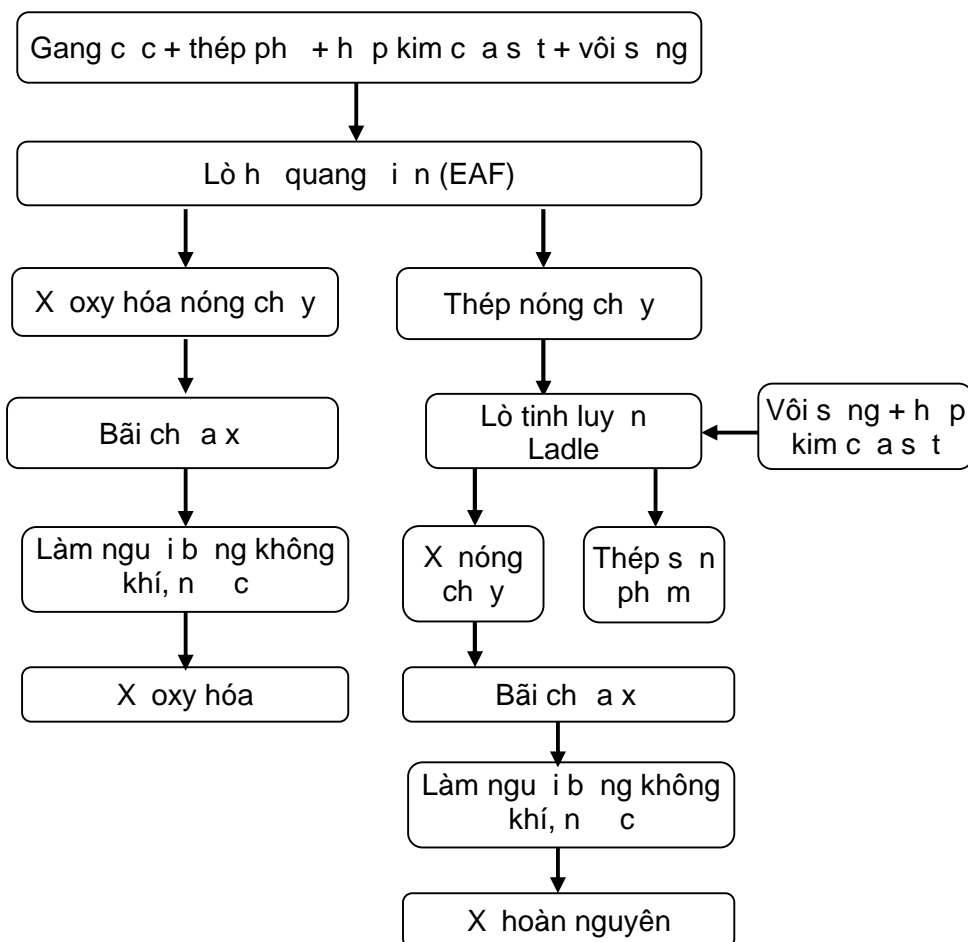 Gang c c + thép ph + h p kim c a s t + vôi s ng
Lò h quang i n (EAF)
X oxy hóa nóng ch y
Thép nóng ch y
Bãi ch a x
Lò tinh luy n
Ladle
Vôi s ng + h p
kim c a s t
Làm ngu i b ng không
khí, n c
X nóng
ch y
Thép s n
ph m
X oxy hóa
Bãi ch a x
Làm ngu i b ng không
khí, n c
X hoàn nguyên